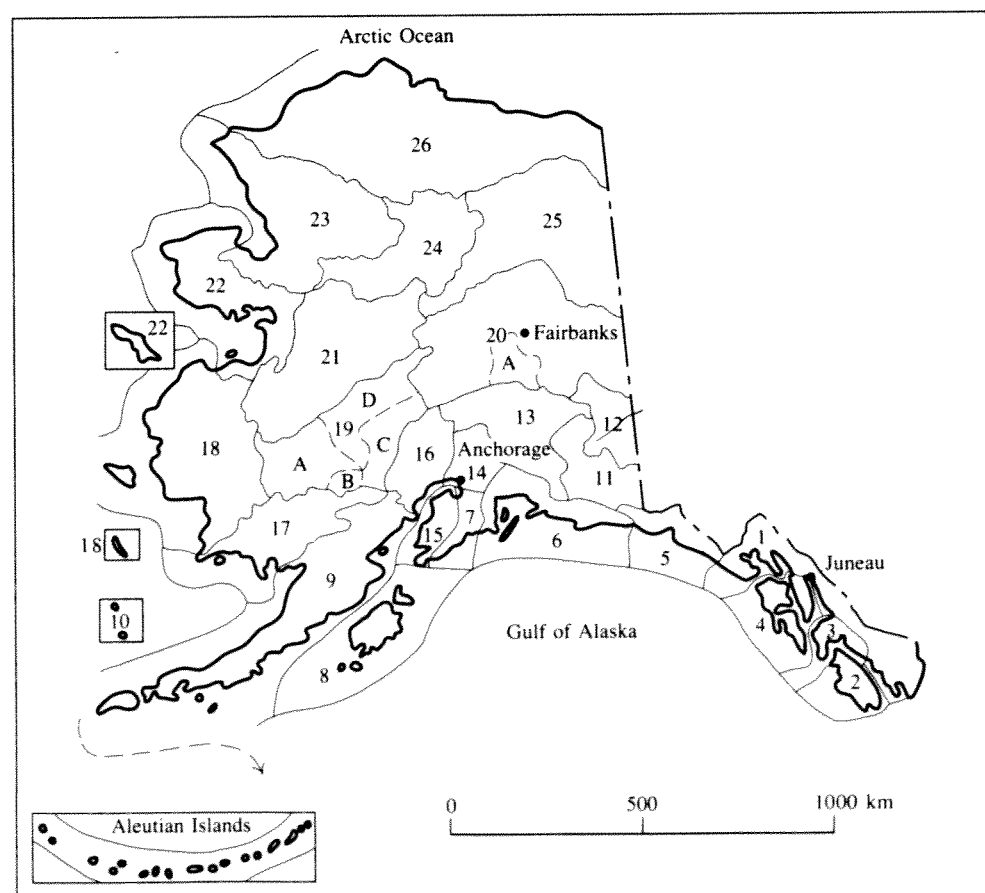 Arctic Ocean
26
23
25
24
22
22
20 Fairbanks
21
A
D
19
13
12
18
C
Anchorage
A
16
B
14
11
17
15
7
18
6
5
1
9
Juneau
10
4
3
Gulf of Alaska
8
2
0 500 1000 km
Aleutian Islands